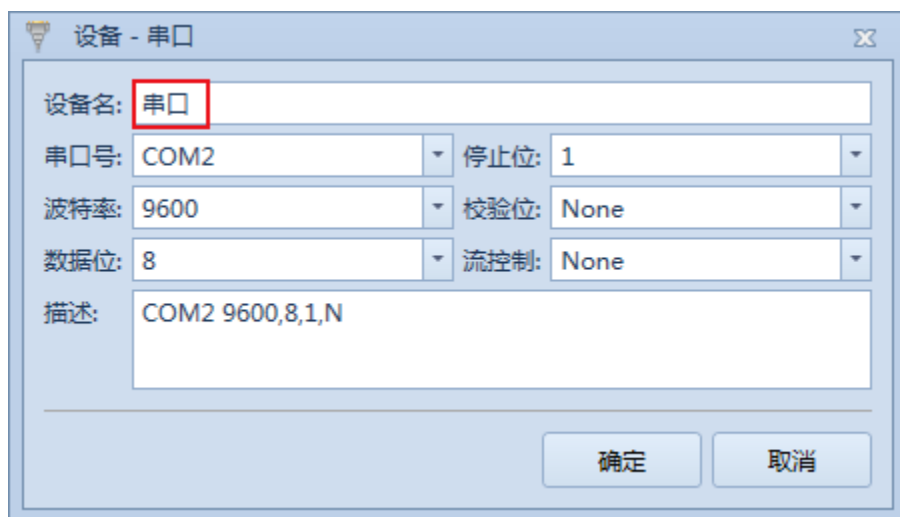 设备 - 串口
设备名: 串口
串口号: COM2 停止位: 1
波特率: 9600 校验位: None
数据位: 8 流控制: None
描述: COM2 9600,8,1,N
确定 取消